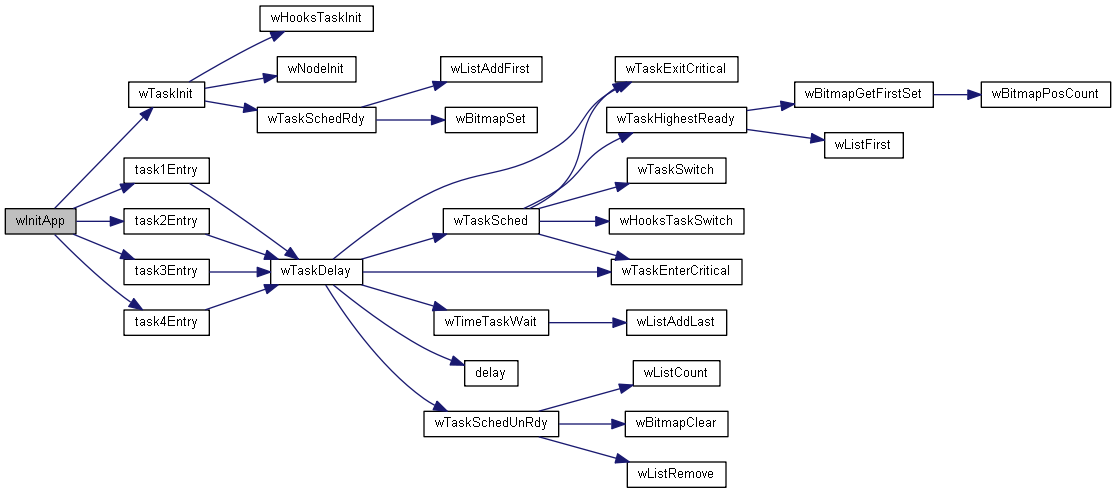 wInitApp
wTaskInit
task1Entry
task2Entry
task3Entry
task4Entry
wHooksTaskInit
wNodeInit
wTaskSchedRdy
wTaskDelay
wListAddFirst
wBitmapSet
wTaskSched
wTimeTaskWait
delay
wTaskSchedUnRdy
wTaskExitCritical
wTaskHighestReady
wTaskSwitch
wHooksTaskSwitch
wTaskEnterCritical
wListAddLast
wListCount
wBitmapClear
wListRemove
wBitmapGetFirstSet
wListFirst
wBitmapPosCount